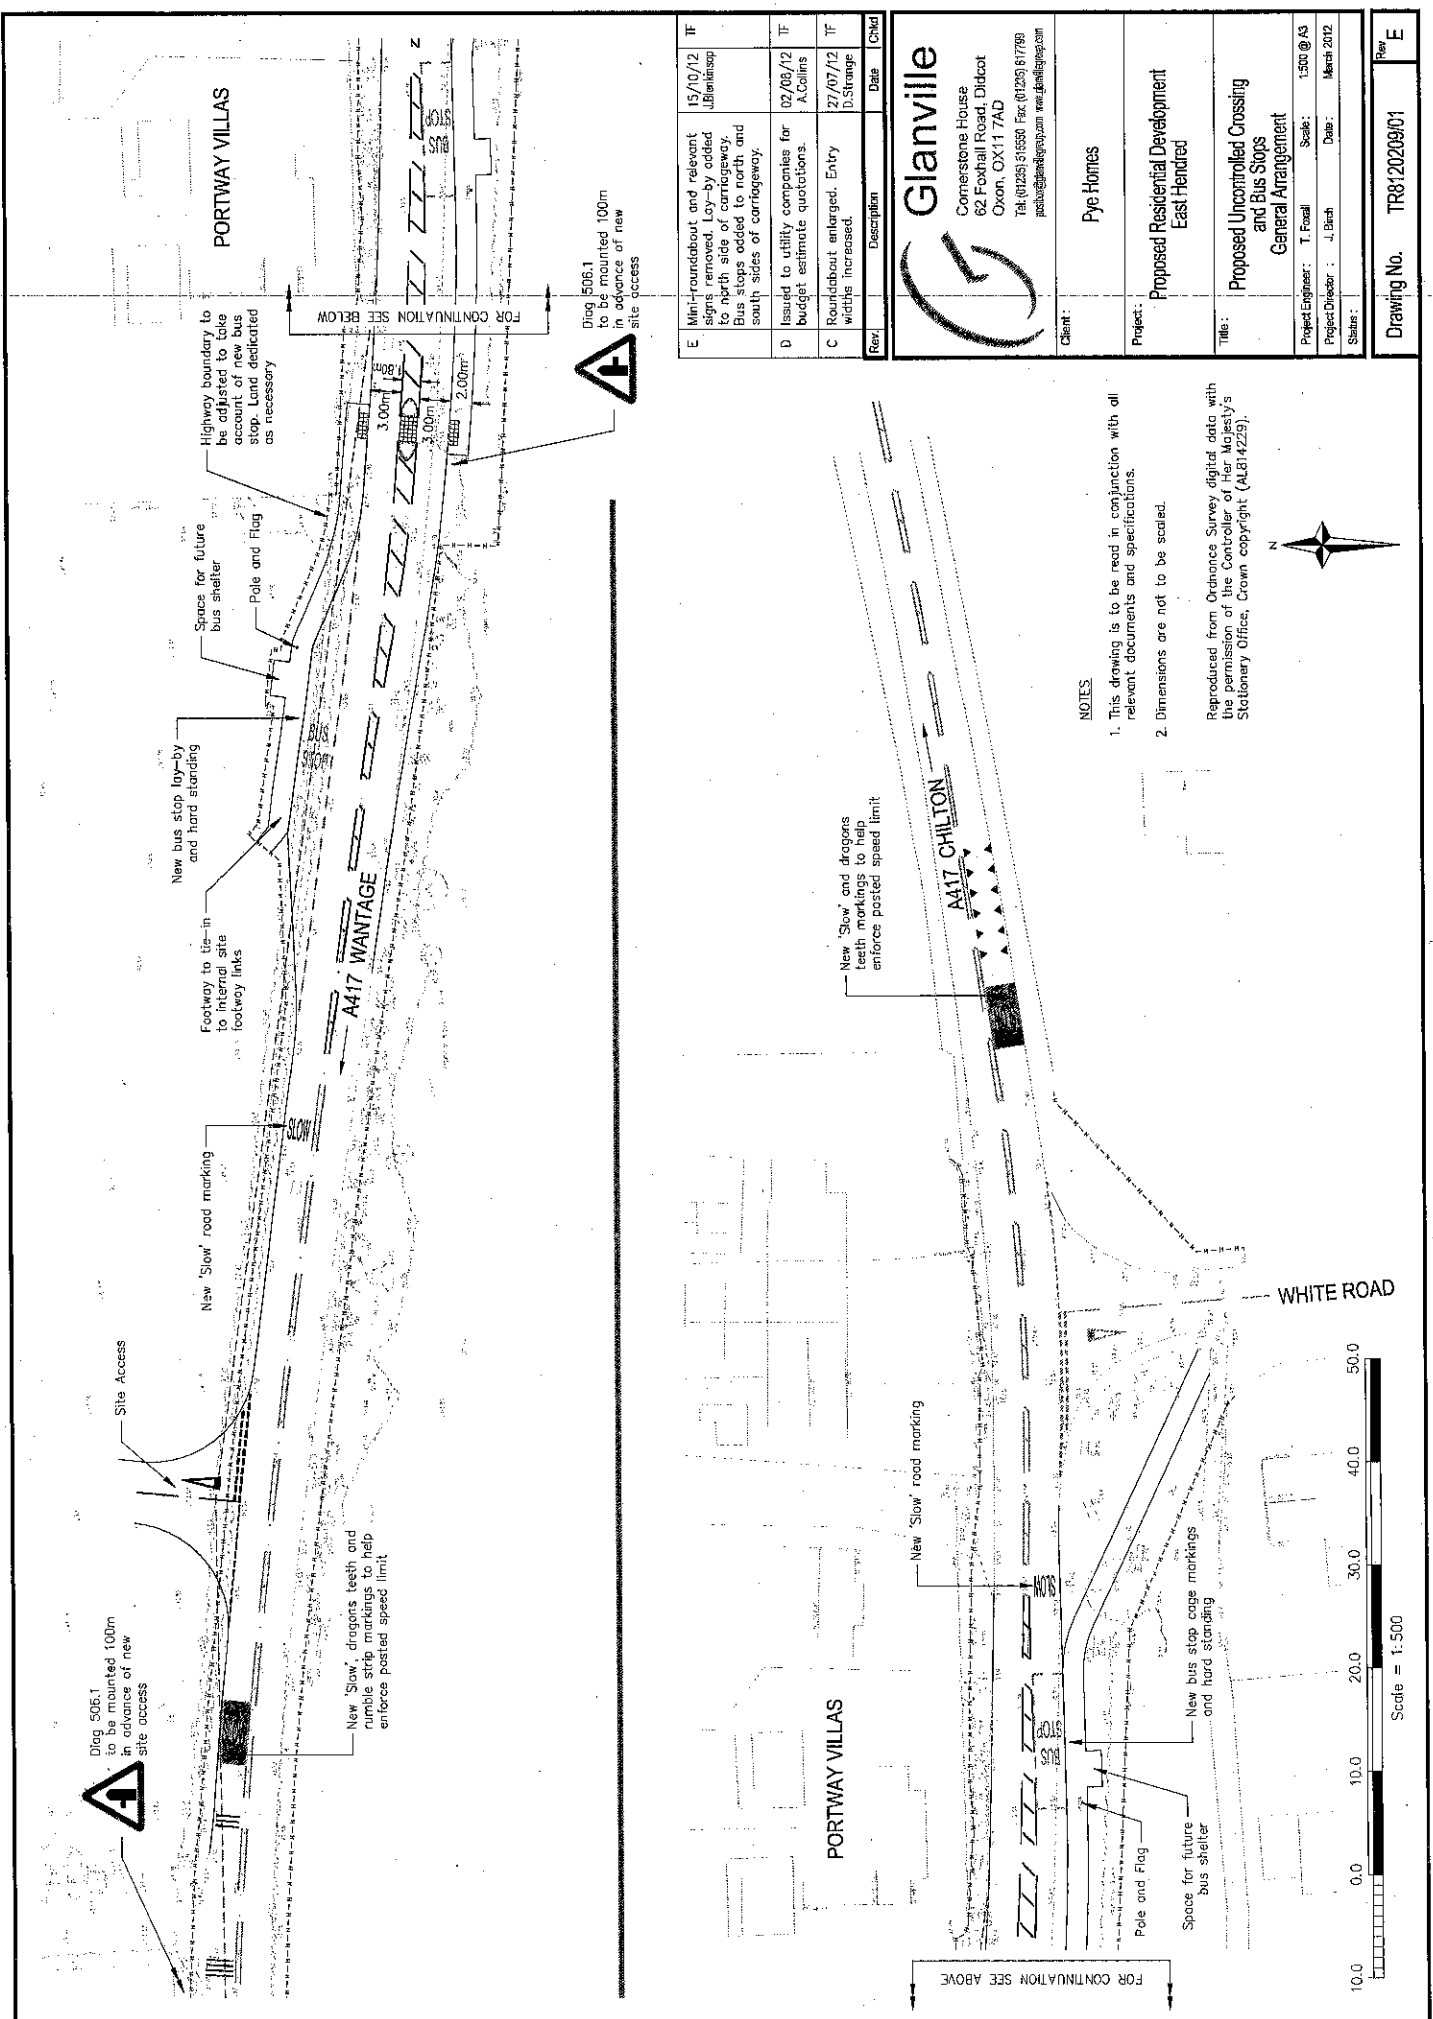 Diag 506.1
to be mounted 100m
in advance of new
site access
Site Access
New 'Slow' road marking
Footway to tie-in
to internal site
footway links
New bus stop lay-by
and hard standing
Space for future
bus shelter
Pole and Flag
Highway boundary to
be adjusted to take
account of new bus
stop. Land dedicated
as necessary
PORTWAY VILLAS
New 'Slow', dragons teeth and
rumble strip markings to help
enforce posted speed limit
SLOW
A417 WANTAGE
BUS
STOP
3.00m
1.80m
3.00m
2.00m
FOR CONTINUATION SEE BELOW
BUS
STOP
Diag 506.1
to be mounted 100m
in advance of new
site access
PORTWAY VILLAS
FOR CONTINUATION SEE ABOVE
New 'Slow' road marking
SLOW
BUS
STOP
New 'Slow' and dragons
teeth markings to help
enforce posted speed limit
A417 CHILTON
Pole and Flag
Space for future
bus shelter
New bus stop cage markings
and hard standing
WHITE ROAD
10.0
0.0
10.0
20.0
30.0
40.0
50.0
Scale = 1:500
NOTES
1. This drawing is to be read in conjunction with all
relevant documents and specifications.
2. Dimensions are not to be scaled.
Reproduced from Ordnance Survey digital data with
the permission of the Controller of Her Majesty's
Stationery Office, Crown copyright (AL814229).
N
E Mini-roundabout and relevant signs removed. Lay-by added to north side of carriageway. Bus stops added to north and south sides of carriageway. 15/10/12 J.Blenkinsop TF
D Issued to utility companies for budget estimate quotations. 02/08/12 A.Collins TF
C Roundabout enlarged. Entry widths increased. 27/07/12 D.Strange TF
Rev. Description Date Chkd
Glanville
Cornerstone House
62 Foxhall Road, Didcot
Oxon, OX11 7AD
Tel: (01235) 515550 Fax: (01235) 817799
postbox@glanvillegroup.com www.glanvillegroup.com
Client :
Pye Homes
Project :
Proposed Residential Development
East Hendred
Title :
Proposed Uncontrolled Crossing
and Bus Stops
General Arrangement
Project Engineer : T. Foxall Scale : 1:500 @ A3
Project Director : J. Birch Date : March 2012
Status :
Drawing No. TR8120209/01 Rev E